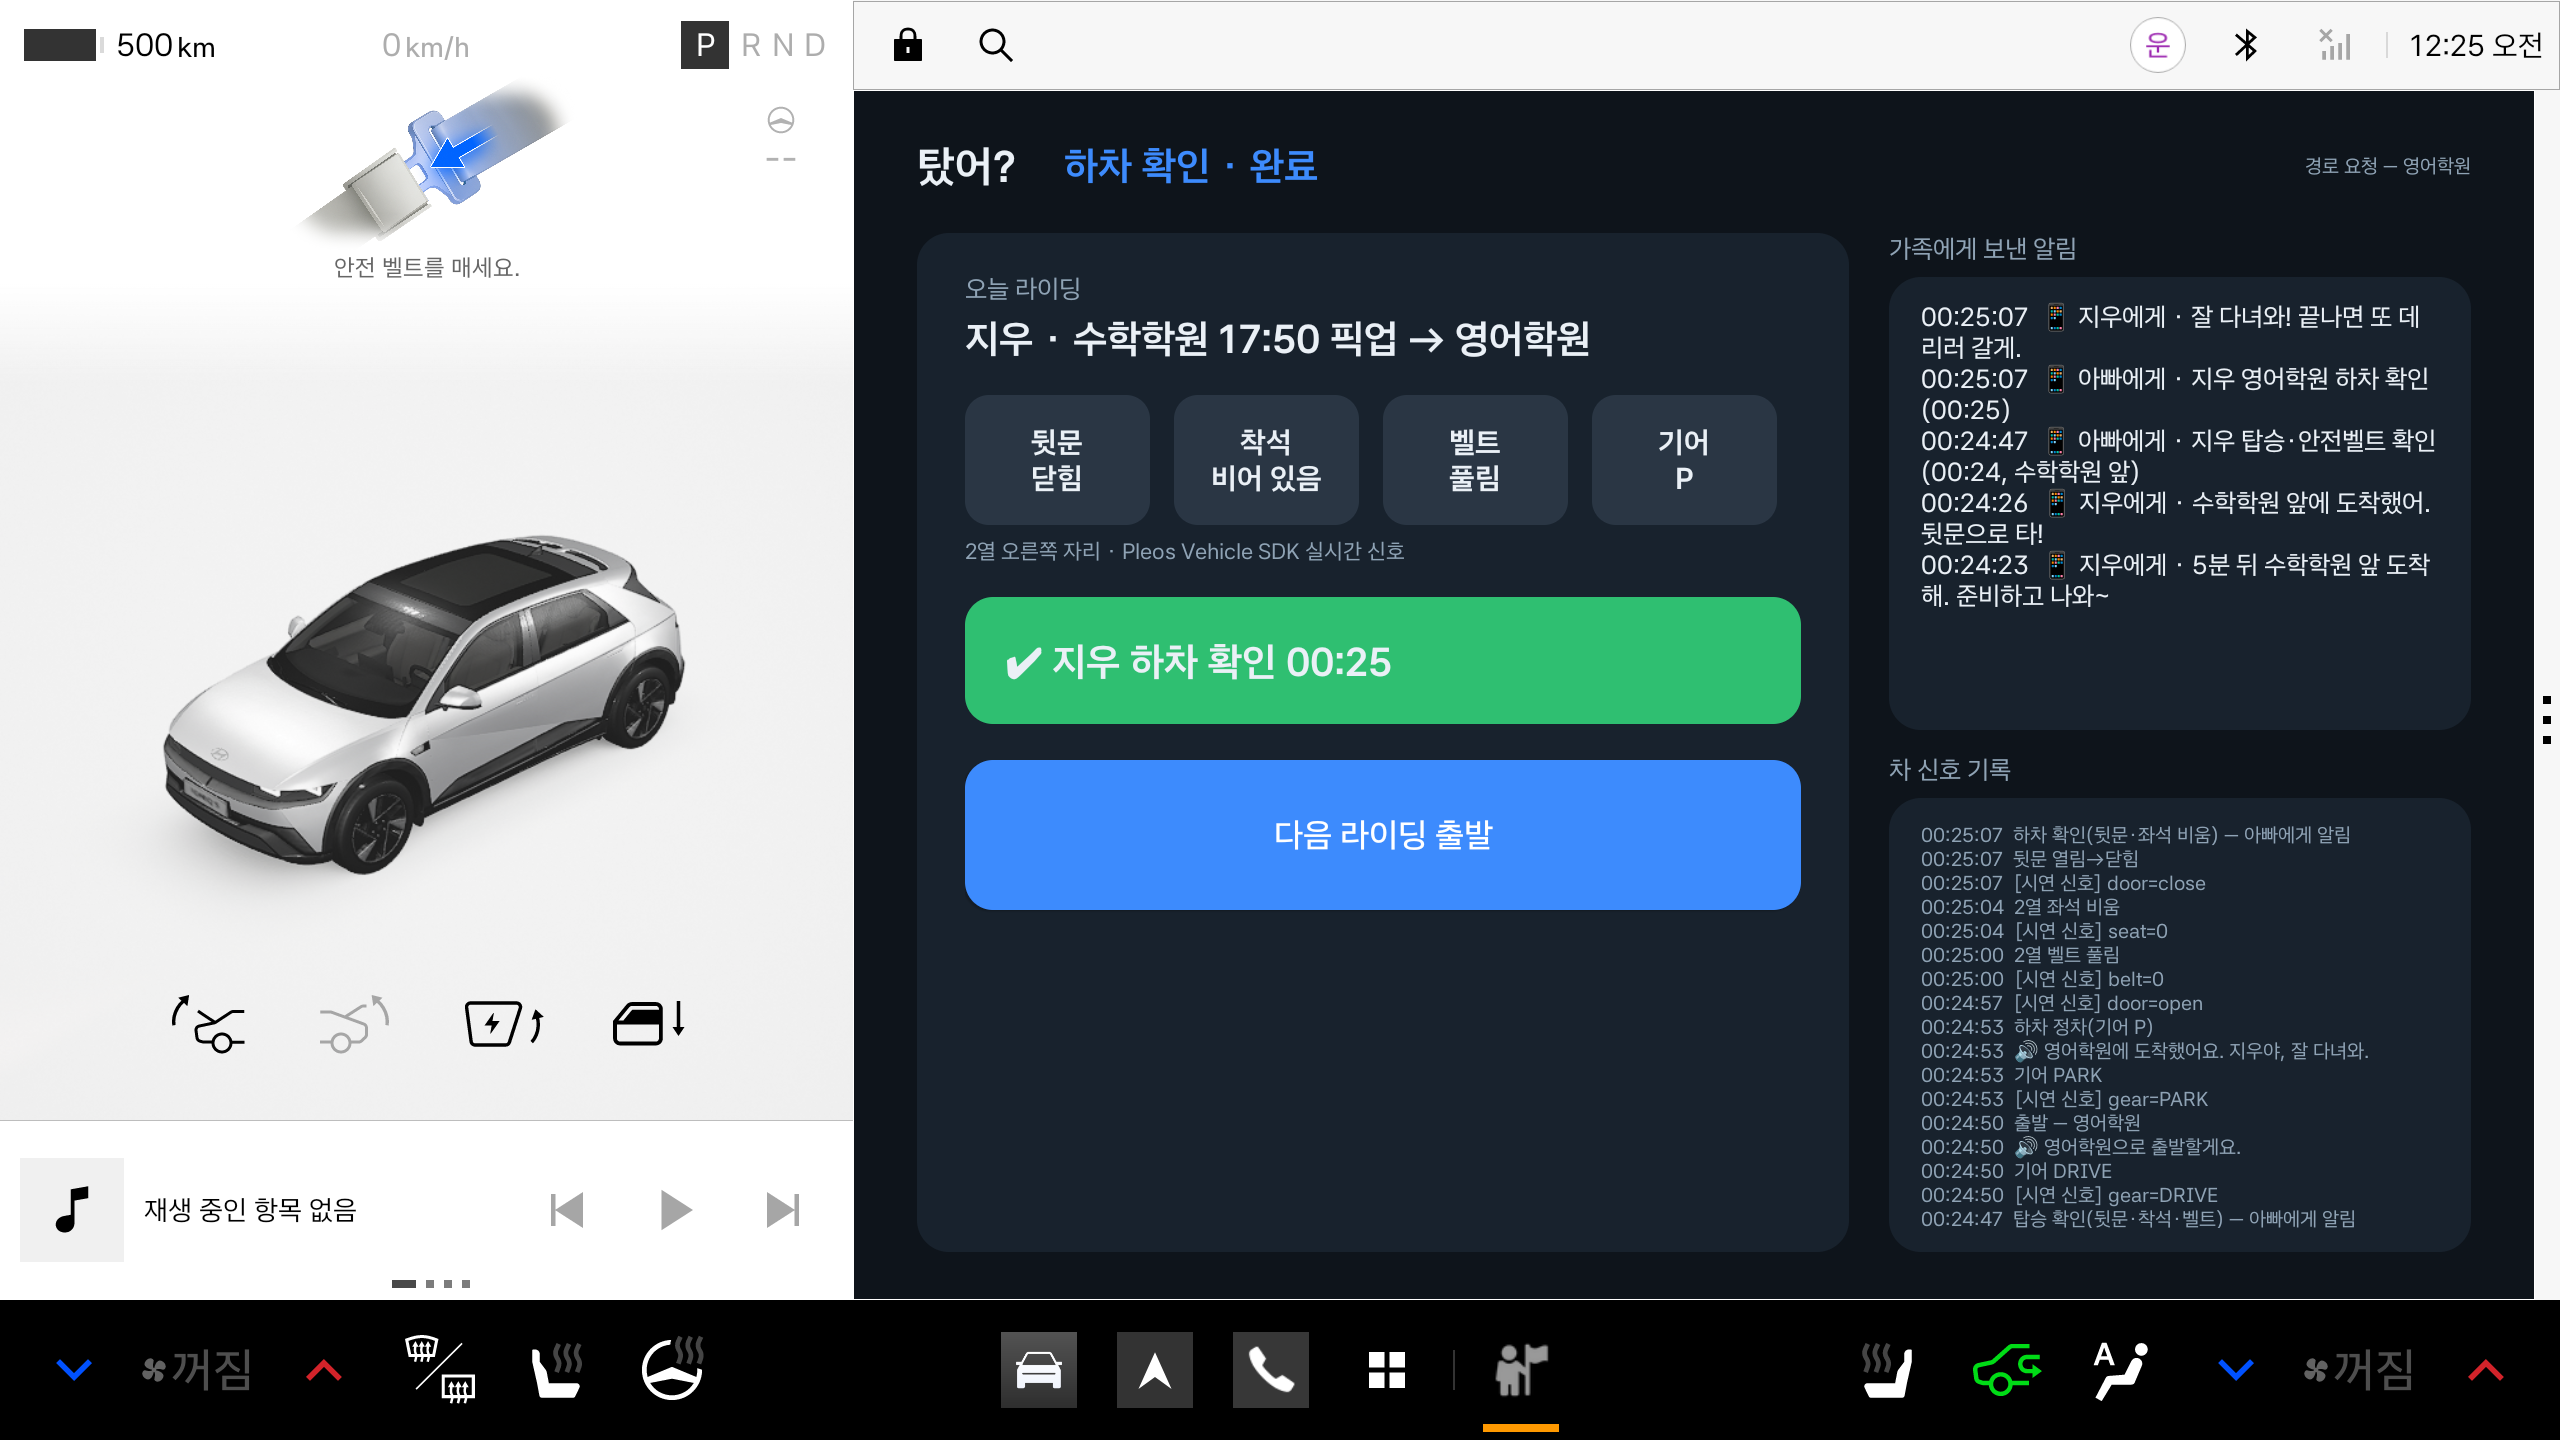 500 km
0 km/h
P R N D
안전 벨트를 매세요.
재생 중인 항목 없음
운
12:25 오전
탔어?
하차 확인 · 완료
경로 요청 — 영어학원
오늘 라이딩
지우 · 수학학원 17:50 픽업 → 영어학원
뒷문
닫힘
착석
비어 있음
벨트
풀림
기어
P
2열 오른쪽 자리 · Pleos Vehicle SDK 실시간 신호
✔ 지우 하차 확인 00:25
다음 라이딩 출발
가족에게 보낸 알림
00:25:07 📱 지우에게 · 잘 다녀와! 끝나면 또 데
리러 갈게.
00:25:07 📱 아빠에게 · 지우 영어학원 하차 확인
(00:25)
00:24:47 📱 아빠에게 · 지우 탑승·안전벨트 확인
(00:24, 수학학원 앞)
00:24:26 📱 지우에게 · 수학학원 앞에 도착했어.
뒷문으로 타!
00:24:23 📱 지우에게 · 5분 뒤 수학학원 앞 도착
해. 준비하고 나와~
차 신호 기록
00:25:07 하차 확인(뒷문·좌석 비움) — 아빠에게 알림
00:25:07 뒷문 열림→닫힘
00:25:07 [시연 신호] door=close
00:25:04 2열 좌석 비움
00:25:04 [시연 신호] seat=0
00:25:00 2열 벨트 풀림
00:25:00 [시연 신호] belt=0
00:24:57 [시연 신호] door=open
00:24:53 하차 정차(기어 P)
00:24:53 🔊 영어학원에 도착했어요. 지우야, 잘 다녀와.
00:24:53 기어 PARK
00:24:53 [시연 신호] gear=PARK
00:24:50 출발 — 영어학원
00:24:50 🔊 영어학원으로 출발할게요.
00:24:50 기어 DRIVE
00:24:50 [시연 신호] gear=DRIVE
00:24:47 탑승 확인(뒷문·착석·벨트) — 아빠에게 알림
꺼짐
A
꺼짐